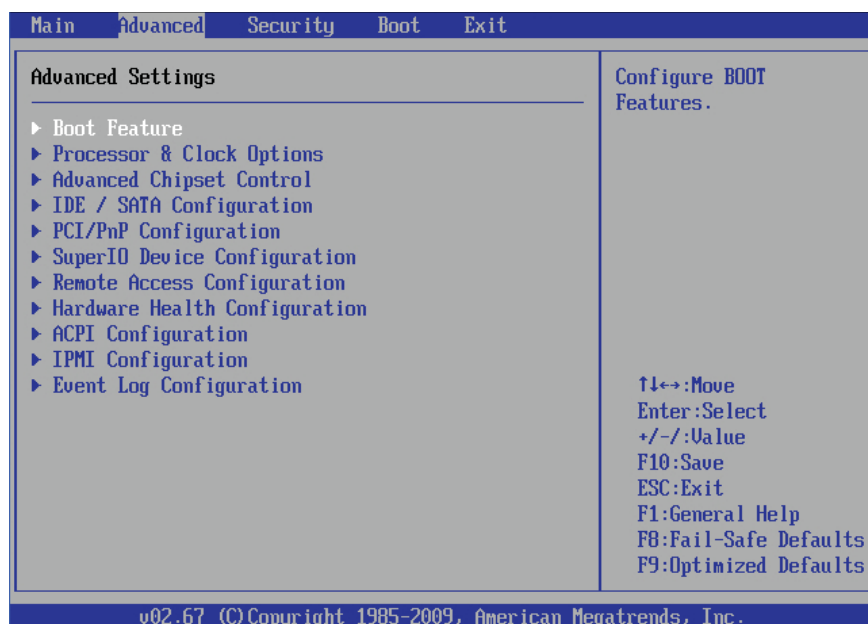 Main Advanced Security Boot Exit
Advanced Settings
Boot Feature
Processor & Clock Options
Advanced Chipset Control
IDE / SATA Configuration
PCI/PnP Configuration
SuperIO Device Configuration
Remote Access Configuration
Hardware Health Configuration
ACPI Configuration
IPMI Configuration
Event Log Configuration
Configure BOOT
Features.
↑↓←→:Move
Enter:Select
+/-/:Value
F10:Save
ESC:Exit
F1:General Help
F8:Fail-Safe Defaults
F9:Optimized Defaults
v02.67 (C)Copyright 1985-2009, American Megatrends, Inc.